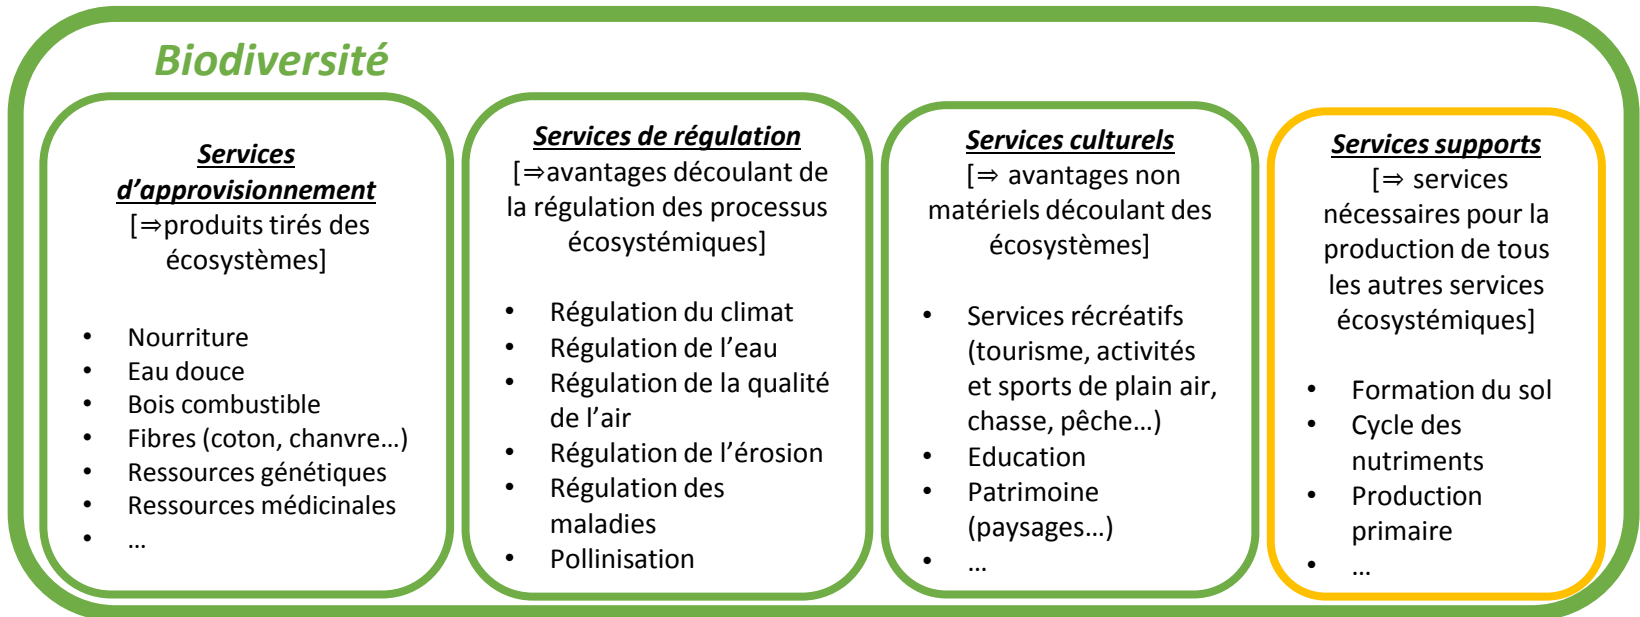 Biodiversité
Services
d’approvisionnement
[⇒produits tirés des
écosystèmes]
• Nourriture
• Eau douce
• Bois combustible
• Fibres (coton, chanvre…)
• Ressources génétiques
• Ressources médicinales
• …
Services de régulation
[⇒avantages découlant de
la régulation des processus
écosystémiques]
• Régulation du climat
• Régulation de l’eau
• Régulation de la qualité
de l’air
• Régulation de l’érosion
• Régulation des
maladies
• Pollinisation
Services culturels
[⇒ avantages non
matériels découlant des
écosystèmes]
• Services récréatifs
(tourisme, activités
et sports de plain air,
chasse, pêche…)
• Education
• Patrimoine
(paysages…)
• …
Services supports
[⇒ services
nécessaires pour la
production de tous
les autres services
écosystémiques]
• Formation du sol
• Cycle des
nutriments
• Production
primaire
• …